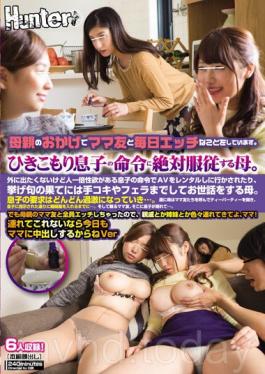 Hunter
母親のおかげでママ友と毎日エッチなこと出しています。
ひきこもり息子の命令に絶対服従する母。
外に出たくないけど人一倍性欲がある息子の命令でAVをレンタルしに行かされたり、
挙げ句の果てには手コキやフェラまでしてお世話をする母。
息子の要求はどんどん過激になっていき…。
でも母親のママ友と全員エッチしちゃったので、親戚とか姉妹とか色々連れてきてよ、ママ!
連れてこれないなら今日も
ママに中出しするからねVer
6人収録!
240minutes
vhd.today